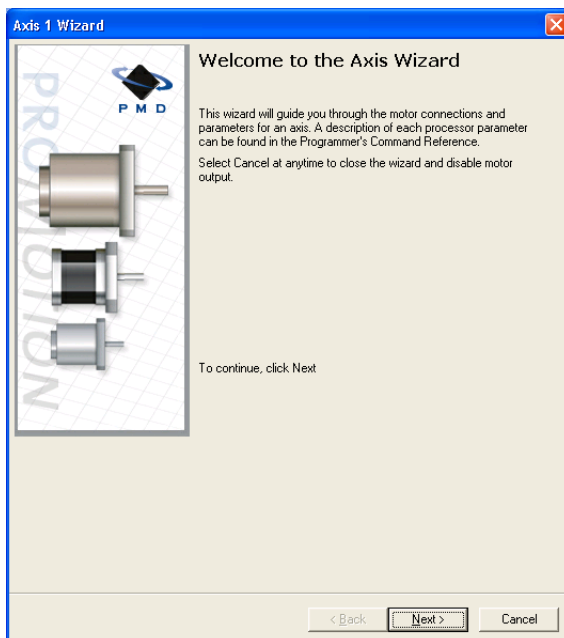 Axis 1 Wizard
PRO-MOTION
P M D
Welcome to the Axis Wizard
This wizard will guide you through the motor connections and
parameters for an axis. A description of each processor parameter
can be found in the Programmer's Command Reference.
Select Cancel at anytime to close the wizard and disable motor
output.
To continue, click Next
< Back
Next >
Cancel